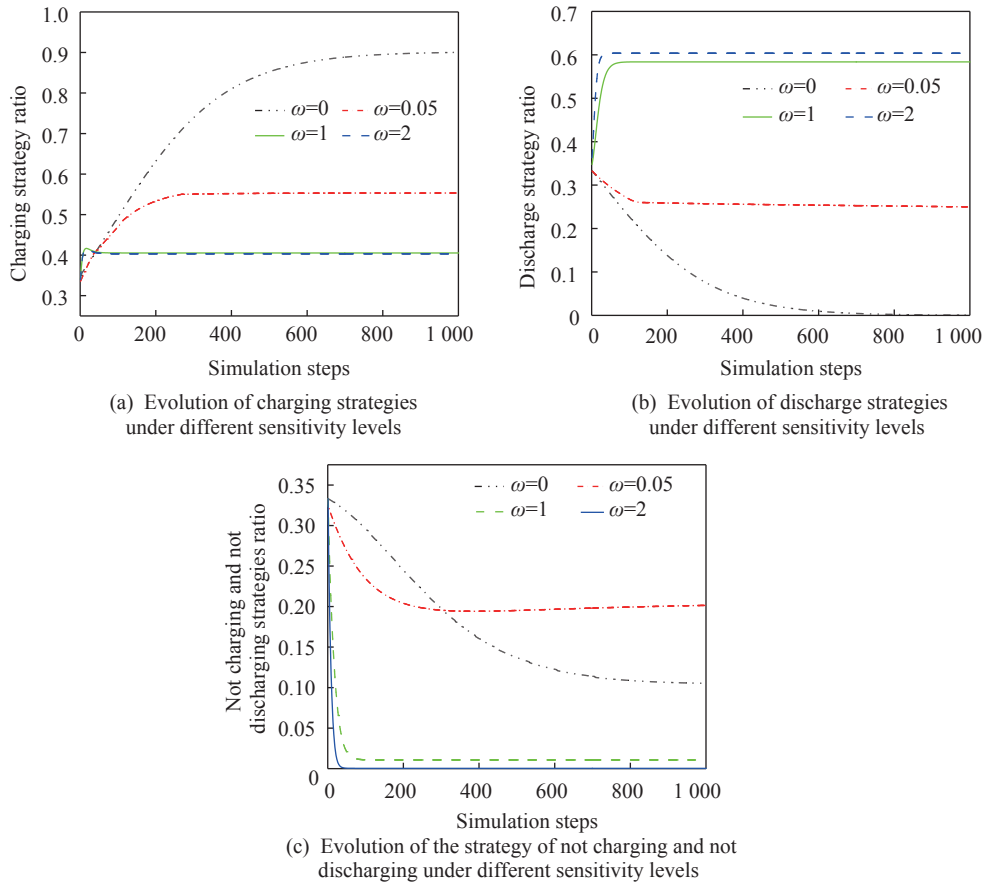 1.0
0.9
0.8
0.7
0.6
0.5
0.4
0.3
Charging strategy ratio
ω=0 ω=0.05
ω=1 ω=2
0 200 400 600 800 1 000
Simulation steps
(a) Evolution of charging strategies
under different sensitivity levels
0.7
0.6
0.5
0.4
0.3
0.2
0.1
0
Discharge strategy ratio
ω=0 ω=0.05
ω=1 ω=2
0 200 400 600 800 1 000
Simulation steps
(b) Evolution of discharge strategies
under different sensitivity levels
0.35
0.30
0.25
0.20
0.15
0.10
0.05
0
Not charging and not
discharging strategies ratio
ω=0 ω=0.05
ω=1 ω=2
0 200 400 600 800 1 000
Simulation steps
(c) Evolution of the strategy of not charging and not
discharging under different sensitivity levels